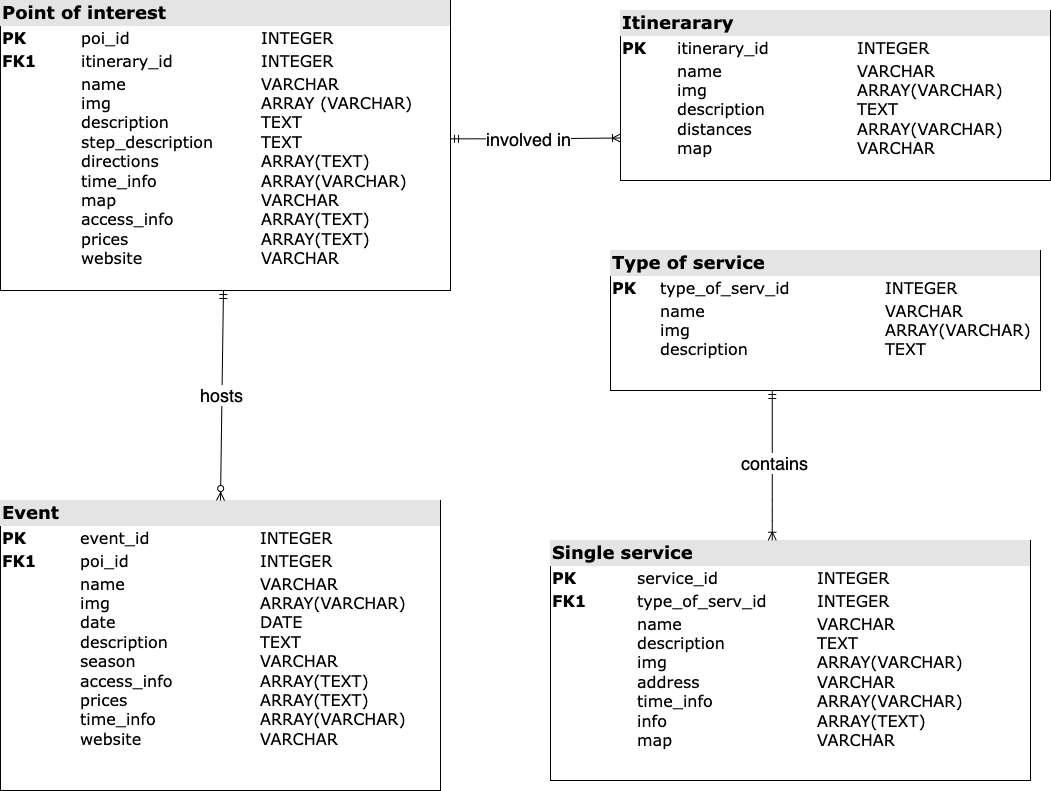 Point of interest
PK poi_id INTEGER
FK1 itinerary_id INTEGER
name VARCHAR
img ARRAY (VARCHAR)
description TEXT
step_description TEXT
directions ARRAY(TEXT)
time_info ARRAY(VARCHAR)
map VARCHAR
access_info ARRAY(TEXT)
prices ARRAY(TEXT)
website VARCHAR
involved in
Itinerarary
PK itinerary_id INTEGER
name VARCHAR
img ARRAY(VARCHAR)
description TEXT
distances ARRAY(VARCHAR)
map VARCHAR
Type of service
PK type_of_serv_id INTEGER
name VARCHAR
img ARRAY(VARCHAR)
description TEXT
hosts
contains
Event
PK event_id INTEGER
FK1 poi_id INTEGER
name VARCHAR
img ARRAY(VARCHAR)
date DATE
description TEXT
season VARCHAR
access_info ARRAY(TEXT)
prices ARRAY(TEXT)
time_info ARRAY(VARCHAR)
website VARCHAR
Single service
PK service_id INTEGER
FK1 type_of_serv_id INTEGER
name VARCHAR
description TEXT
img ARRAY(VARCHAR)
address VARCHAR
time_info ARRAY(VARCHAR)
info ARRAY(TEXT)
map VARCHAR